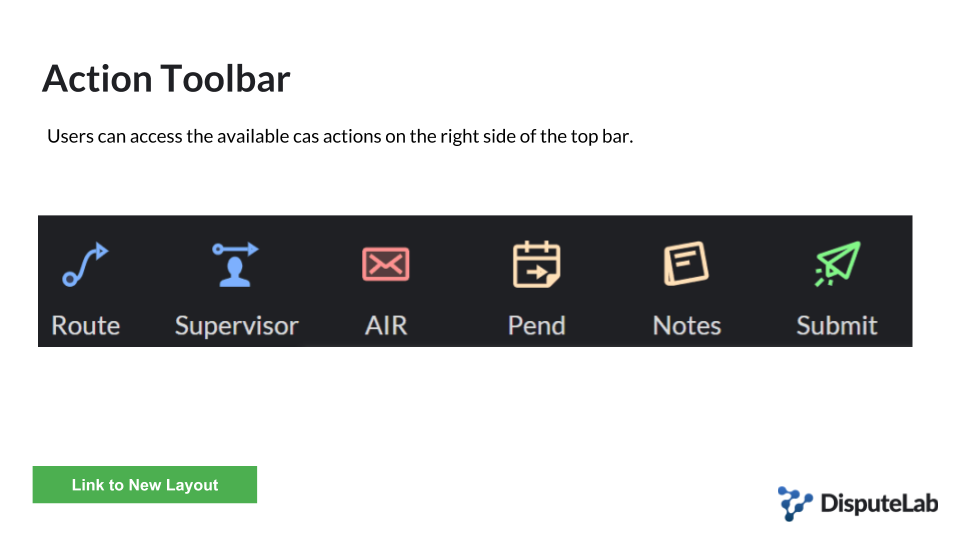 Action Toolbar
Users can access the available cas actions on the right side of the top bar.
Route Supervisor AIR Pend Notes Submit
Link to New Layout
DisputeLab